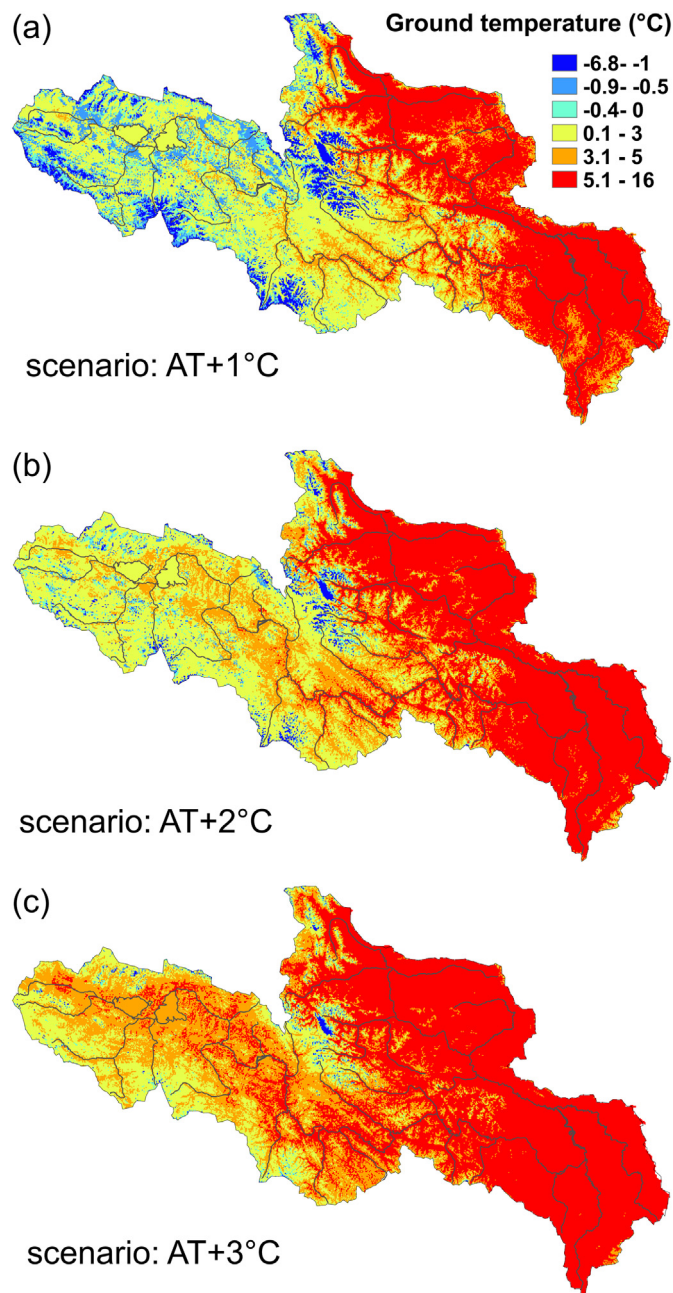 (a)
Ground temperature (°C)
-6.8- -1
-0.9- -0.5
-0.4- 0
0.1 - 3
3.1 - 5
5.1 - 16
scenario: AT+1°C
(b)
scenario: AT+2°C
(c)
scenario: AT+3°C